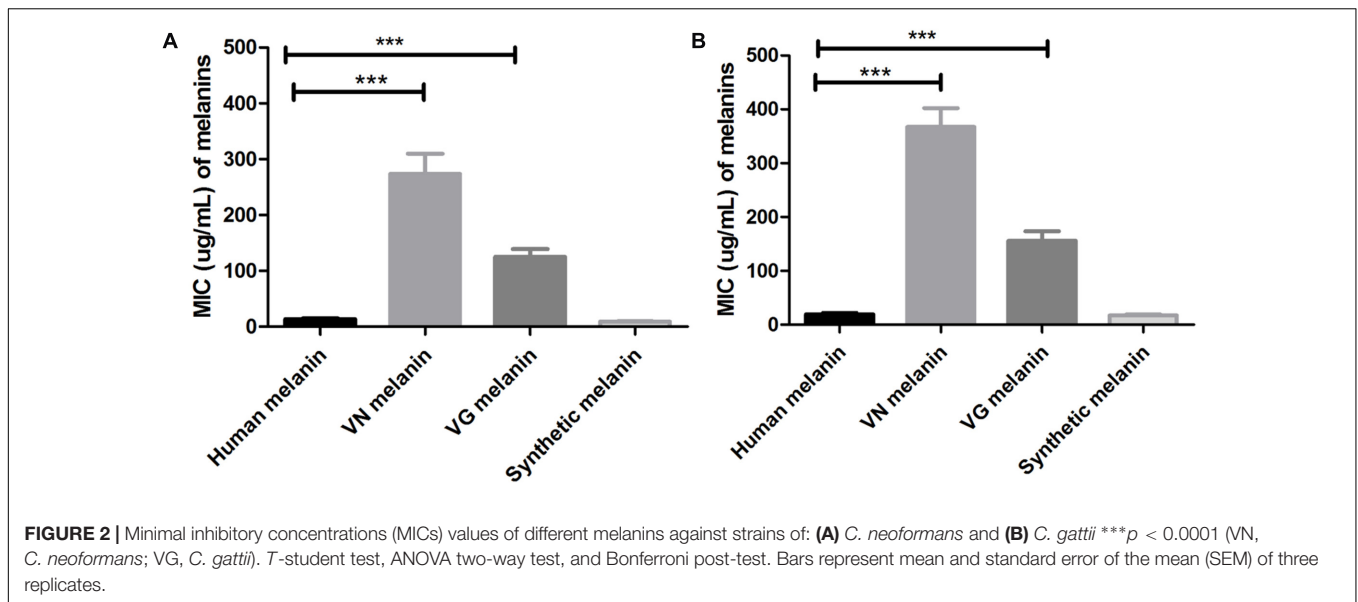 A
500
400
300
200
100
0
MIC (ug/mL) of melanins
***
***
Human melanin
VN melanin
VG melanin
Synthetic melanin
B
500
400
300
200
100
0
MIC (ug/mL) of melanins
***
***
Human melanin
VN melanin
VG melanin
Synthetic melanin
FIGURE 2 | Minimal inhibitory concentrations (MICs) values of different melanins against strains of: (A) C. neoformans and (B) C. gattii ***p < 0.0001 (VN,
C. neoformans; VG, C. gattii). T-student test, ANOVA two-way test, and Bonferroni post-test. Bars represent mean and standard error of the mean (SEM) of three
replicates.